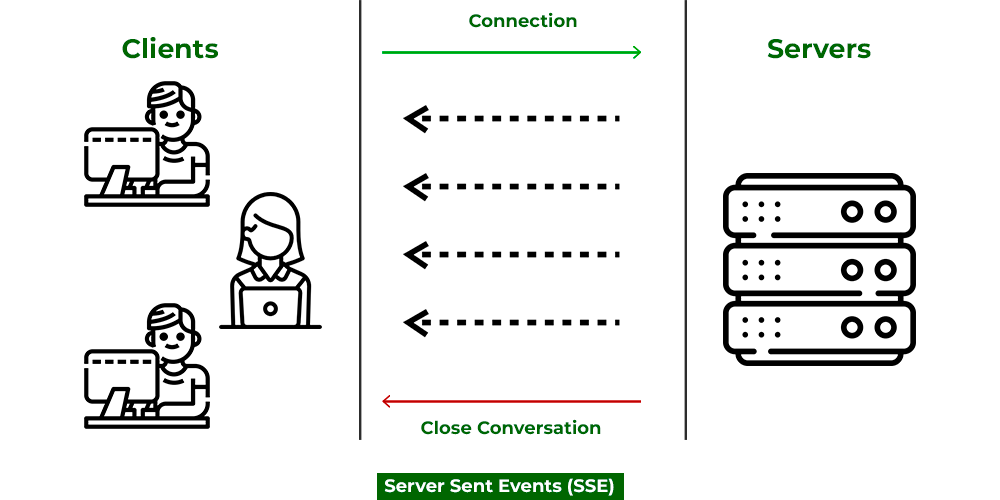 Connection
Clients
Servers
Close Conversation
Server Sent Events (SSE)